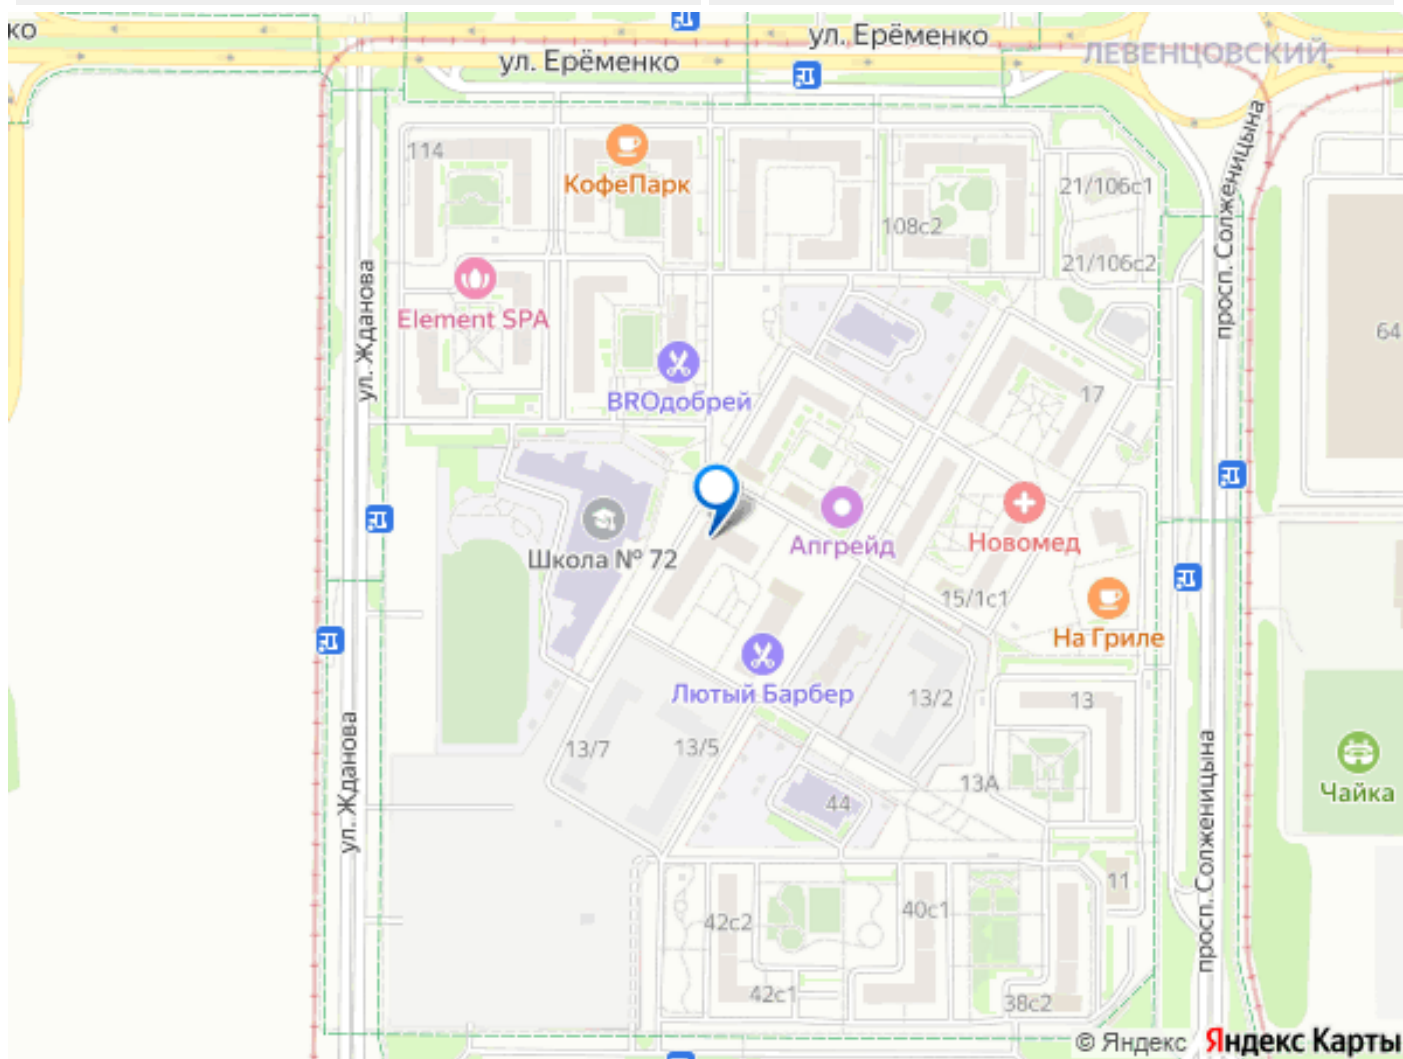 ко
ул. Ерёменко
ул. Ерёменко
ЛЕВЕНЦОВСКИЙ
114
КофеПарк
108с2
21/106с1
21/106с2
просп. Солженицына
ул. Жданова
Element SPA
64
BROдобрей
17
Школа № 72
Апгрейд
Новомед
15/1с1
На Гриле
Лютый Барбер
13/2
13
13/7
13/5
13А
ул. Жданова
просп. Солженицына
Чайка
44
11
42с2
40с1
42с1
38с2
© Яндекс Яндекс Карты